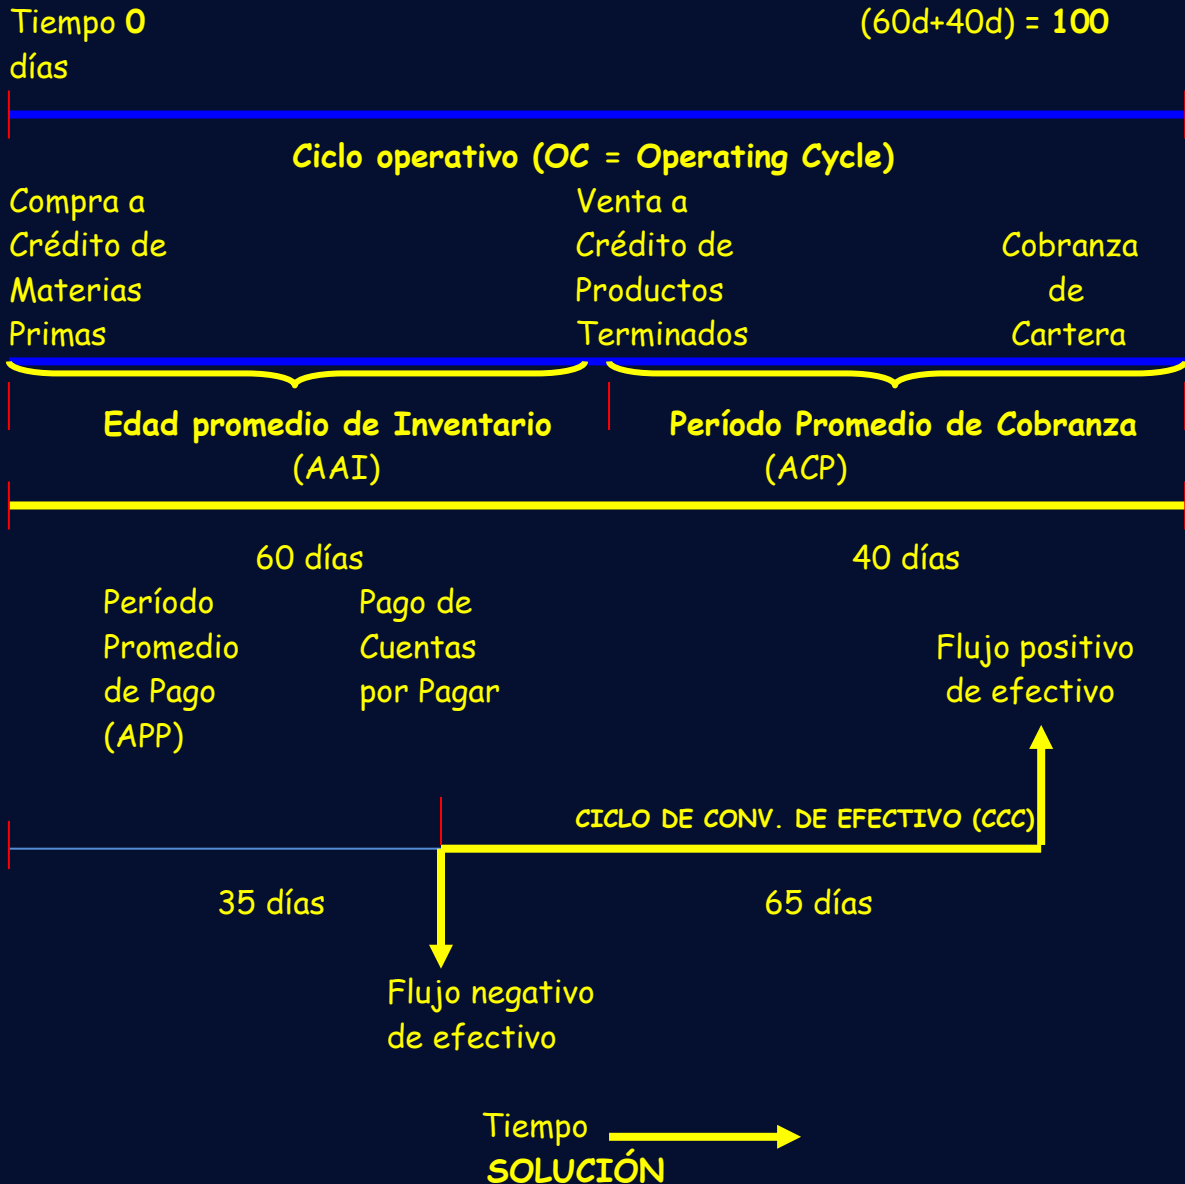 Tiempo 0
días
(60d+40d) = 100
Ciclo operativo (OC = Operating Cycle)
Compra a
Crédito de
Materias
Primas
Venta a
Crédito de
Productos
Terminados
Cobranza
de
Cartera
Edad promedio de Inventario
(AAI)
Período Promedio de Cobranza
(ACP)
60 días
40 días
Período
Promedio
de Pago
(APP)
Pago de
Cuentas
por Pagar
Flujo positivo
de efectivo
CICLO DE CONV. DE EFECTIVO (CCC)
35 días
65 días
Flujo negativo
de efectivo
Tiempo
SOLUCIÓN